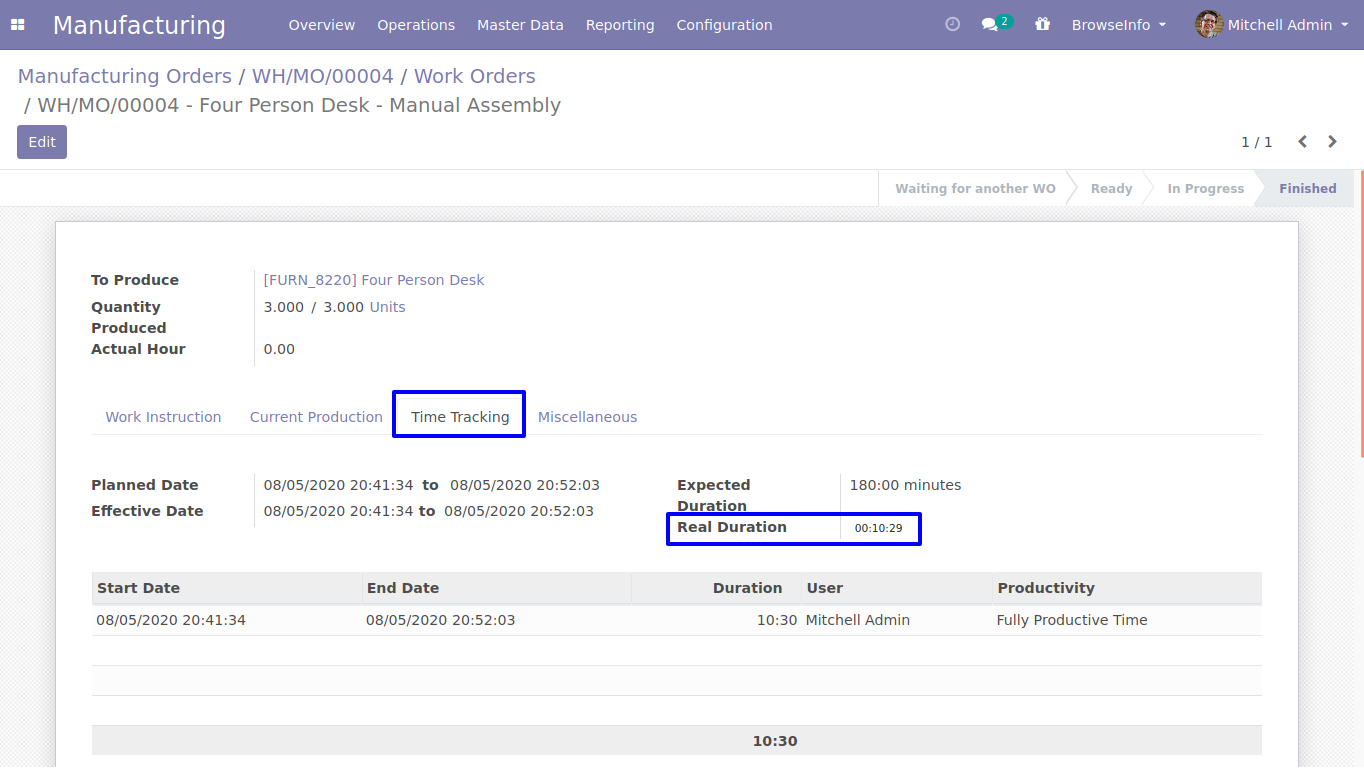 Manufacturing Overview Operations Master Data Reporting Configuration 2 BrowseInfo Mitchell Admin
Manufacturing Orders / WH/MO/00004 / Work Orders
/ WH/MO/00004 - Four Person Desk - Manual Assembly
Edit 1 / 1
Waiting for another WO Ready In Progress Finished
To Produce [FURN_8220] Four Person Desk
Quantity 3.000 / 3.000 Units
Produced
Actual Hour 0.00
Work Instruction Current Production Time Tracking Miscellaneous
Planned Date 08/05/2020 20:41:34 to 08/05/2020 20:52:03 Expected 180:00 minutes
Duration
Effective Date 08/05/2020 20:41:34 to 08/05/2020 20:52:03
Real Duration 00:10:29
Start Date End Date Duration User Productivity
08/05/2020 20:41:34 08/05/2020 20:52:03 10:30 Mitchell Admin Fully Productive Time
10:30